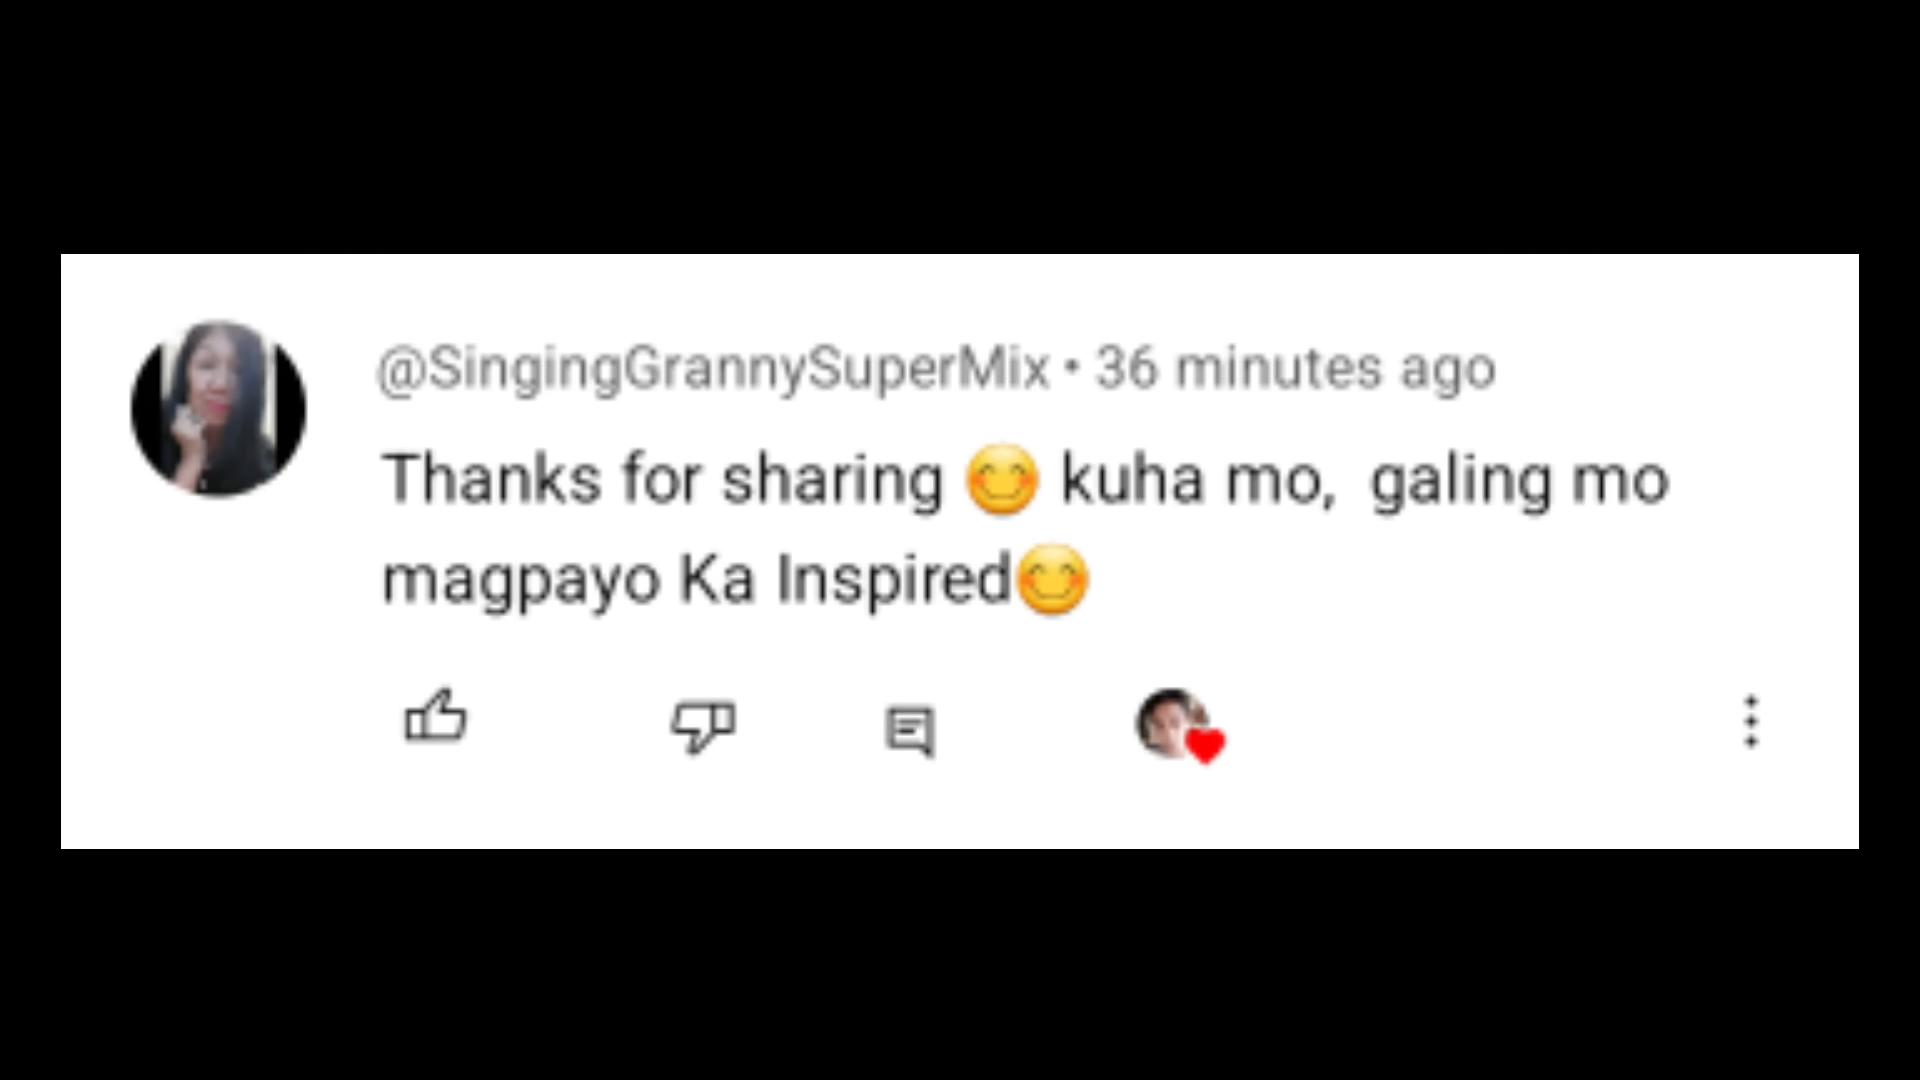 @SingingGrannySuperMix • 36 minutes ago
Thanks for sharing 😊 kuha mo,  galing mo
magpayo Ka Inspired😊